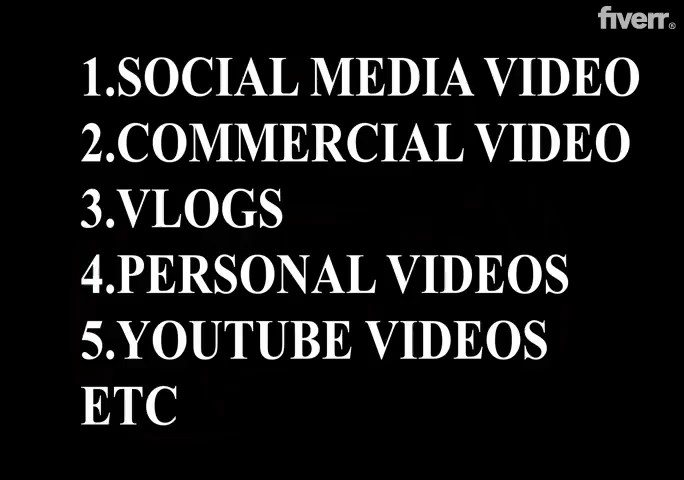 fiverr®
1.SOCIAL MEDIA VIDEO
2.COMMERCIAL VIDEO
3.VLOGS
4.PERSONAL VIDEOS
5.YOUTUBE VIDEOS
ETC